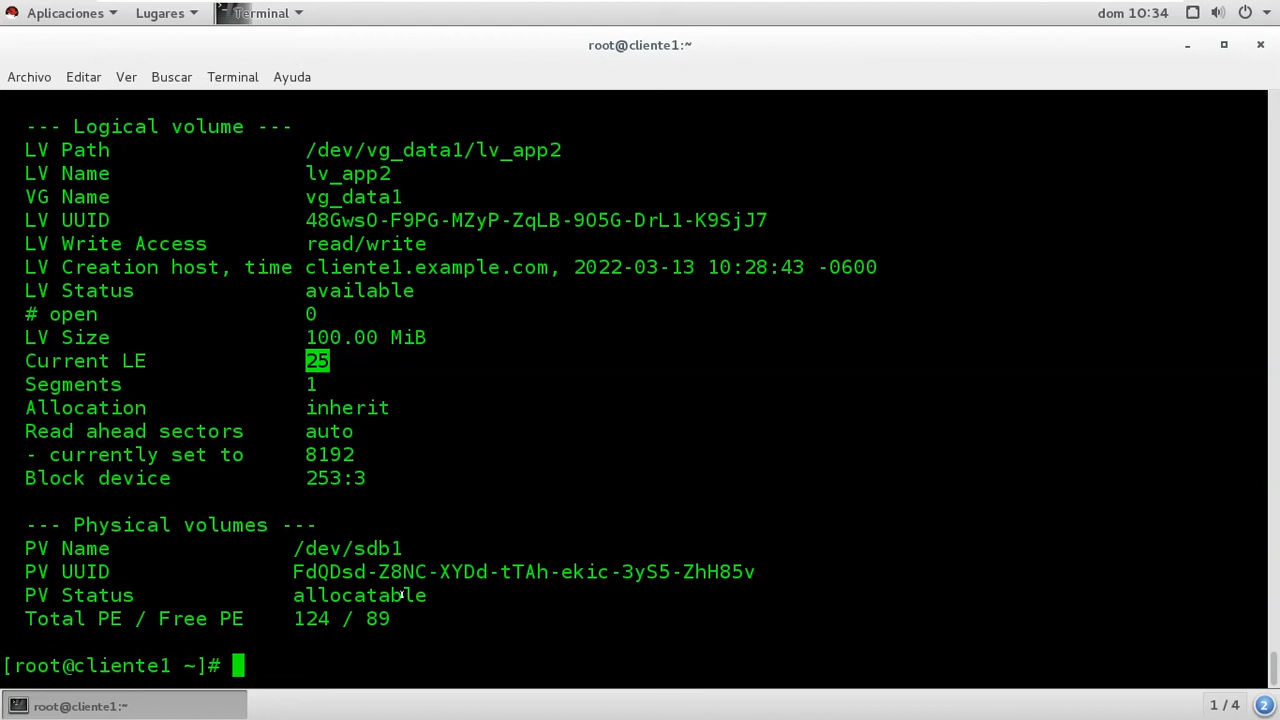 Aplicaciones Lugares Terminal dom 10:34
root@cliente1:~
Archivo Editar Ver Buscar Terminal Ayuda
--- Logical volume ---
LV Path /dev/vg_data1/lv_app2
LV Name lv_app2
VG Name vg_data1
LV UUID 48GwsO-F9PG-MZyP-ZqLB-9O5G-DrL1-K9SjJ7
LV Write Access read/write
LV Creation host, time cliente1.example.com, 2022-03-13 10:28:43 -0600
LV Status available
# open 0
LV Size 100.00 MiB
Current LE 25
Segments 1
Allocation inherit
Read ahead sectors auto
- currently set to 8192
Block device 253:3
--- Physical volumes ---
PV Name /dev/sdb1
PV UUID FdQDsd-Z8NC-XYDd-tTAh-ekic-3yS5-ZhH85v
PV Status allocatable
Total PE / Free PE 124 / 89
[root@cliente1 ~]#
root@cliente1:~ 1 / 4 2